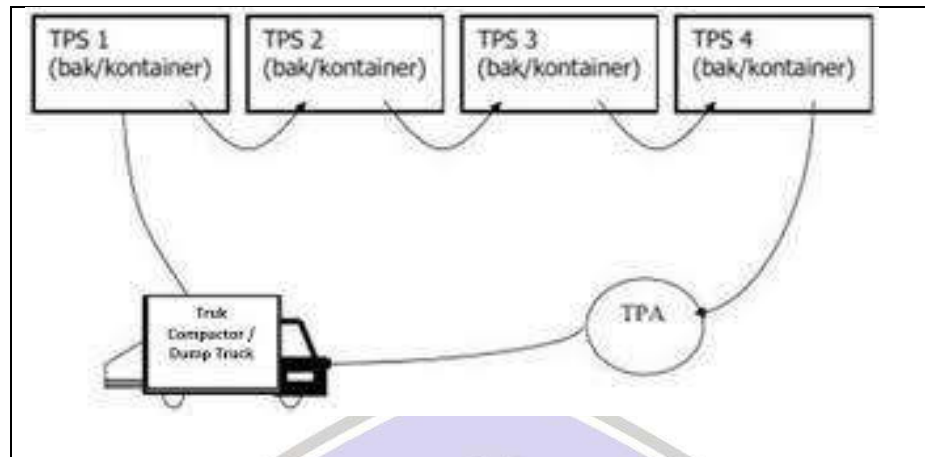 TPS 1
(bak/kontainer)
TPS 2
(bak/kontainer)
TPS 3
(bak/kontainer)
TPS 4
(bak/kontainer)
Truk
Compactor /
Dump Truck
TPA